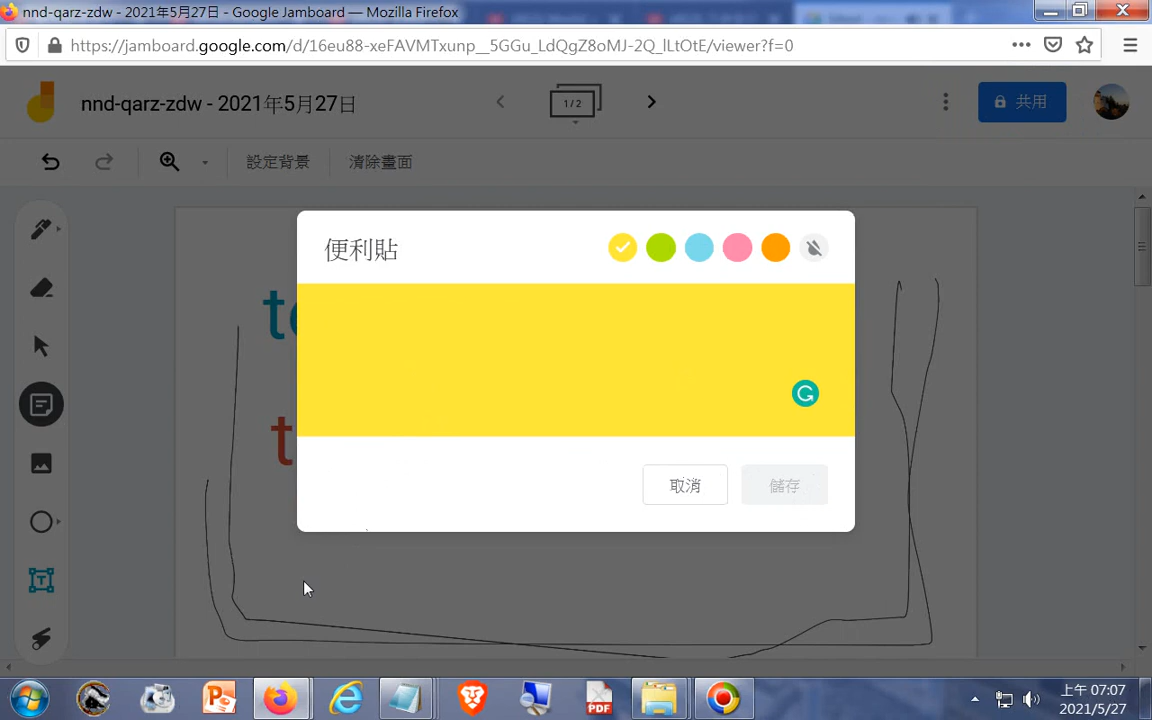 nnd-qarz-zdw - 2021年5月27日 - Google Jamboard — Mozilla Firefox
https://jamboard.google.com/d/16eu88-xeFAVMTxunp__5GGu_LdQgZ8oMJ-2Q_lLtOtE/viewer?f=0
nnd-qarz-zdw - 2021年5月27日
1/2
共用
設定背景
清除畫面
便利貼
取消
儲存
上午 07:07
2021/5/27